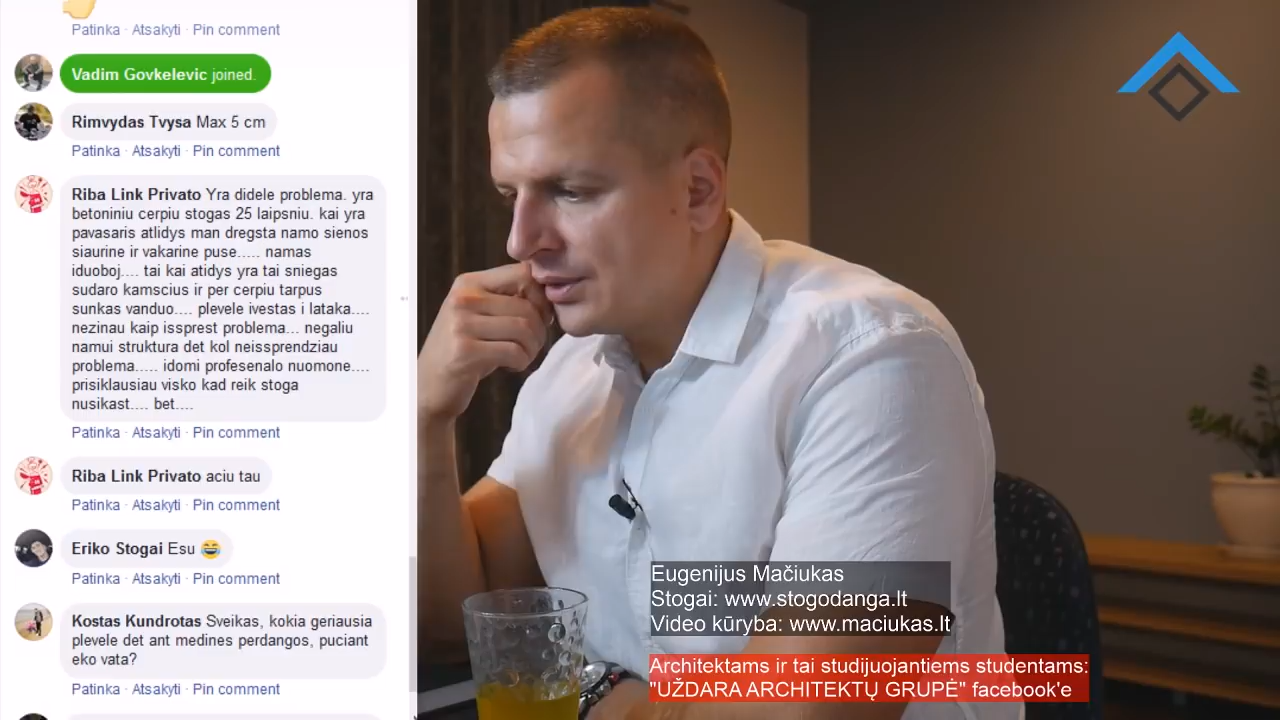 Patinka · Atsakyti · Pin comment
Vadim Govkelevic joined.
Rimvydas Tvysa Max 5 cm
Patinka · Atsakyti · Pin comment
Riba Link Privato Yra didele problema. yra
betoniniu cerpiu stogas 25 laipsniu. kai yra
pavasaris atlidys man dregsta namo sienos
siaurine ir vakarine puse..... namas
iduoboj.... tai kai atidys yra tai sniegas
sudaro kamscius ir per cerpiu tarpus
sunkas vanduo.... plevele ivestas i lataka....
nezinau kaip issprest problema... negaliu
namui struktura det kol neissprendziau
problema..... idomi profesenalo nuomone....
prisiklausiau visko kad reik stoga
nusikast.... bet....
Patinka · Atsakyti · Pin comment
Riba Link Privato aciu tau
Patinka · Atsakyti · Pin comment
Eriko Stogai Esu 😅
Patinka · Atsakyti · Pin comment
Kostas Kundrotas Sveikas, kokia geriausia
plevele det ant medines perdangos, puciant
eko vata?
Patinka · Atsakyti · Pin comment
Eugenijus Mačiukas
Stogai: www.stogodanga.lt
Video kūryba: www.maciukas.lt
Architektams ir tai studijuojantiems studentams:
"UŽDARA ARCHITEKTŲ GRUPĖ" facebook'e